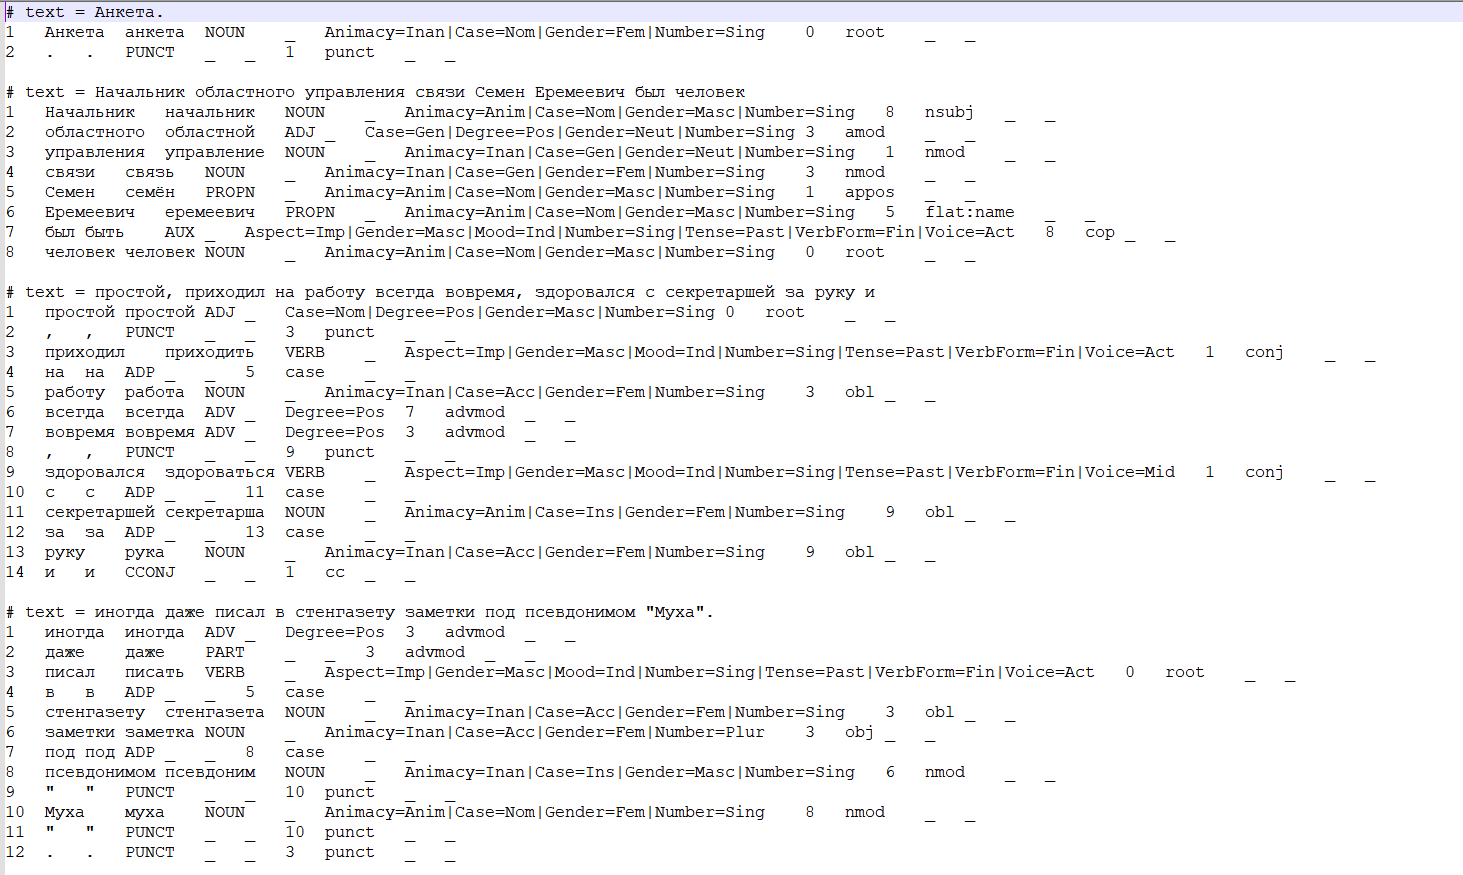 # text = Анкета.
1 Анкета анкета NOUN _ Animacy=Inan|Case=Nom|Gender=Fem|Number=Sing 0 root _ _
2 . . PUNCT _ _ 1 punct _ _
# text = Начальник областного управления связи Семен Еремеевич был человек
1 Начальник начальник NOUN _ Animacy=Anim|Case=Nom|Gender=Masc|Number=Sing 8 nsubj _ _
2 областного областной ADJ _ Case=Gen|Degree=Pos|Gender=Neut|Number=Sing 3 amod _ _
3 управления управление NOUN _ Animacy=Inan|Case=Gen|Gender=Neut|Number=Sing 1 nmod _ _
4 связи связь NOUN _ Animacy=Inan|Case=Gen|Gender=Fem|Number=Sing 3 nmod _ _
5 Семен семён PROPN _ Animacy=Anim|Case=Nom|Gender=Masc|Number=Sing 1 appos _ _
6 Еремеевич еремеевич PROPN _ Animacy=Anim|Case=Nom|Gender=Masc|Number=Sing 5 flat:name _ _
7 был быть AUX _ Aspect=Imp|Gender=Masc|Mood=Ind|Number=Sing|Tense=Past|VerbForm=Fin|Voice=Act 8 cop _ _
8 человек человек NOUN _ Animacy=Anim|Case=Nom|Gender=Masc|Number=Sing 0 root _ _
# text = простой, приходил на работу всегда вовремя, здоровался с секретаршей за руку и
1 простой простой ADJ _ Case=Nom|Degree=Pos|Gender=Masc|Number=Sing 0 root _ _
2 , , PUNCT _ _ 3 punct _ _
3 приходил приходить VERB _ Aspect=Imp|Gender=Masc|Mood=Ind|Number=Sing|Tense=Past|VerbForm=Fin|Voice=Act 1 conj _ _
4 на на ADP _ _ 5 case _ _
5 работу работа NOUN _ Animacy=Inan|Case=Acc|Gender=Fem|Number=Sing 3 obl _ _
6 всегда всегда ADV _ Degree=Pos 7 advmod _ _
7 вовремя вовремя ADV _ Degree=Pos 3 advmod _ _
8 , , PUNCT _ _ 9 punct _ _
9 здоровался здороваться VERB _ Aspect=Imp|Gender=Masc|Mood=Ind|Number=Sing|Tense=Past|VerbForm=Fin|Voice=Mid 1 conj _ _
10 с с ADP _ _ 11 case _ _
11 секретаршей секретарша NOUN _ Animacy=Anim|Case=Ins|Gender=Fem|Number=Sing 9 obl _ _
12 за за ADP _ _ 13 case _ _
13 руку рука NOUN _ Animacy=Inan|Case=Acc|Gender=Fem|Number=Sing 9 obl _ _
14 и и CCONJ _ _ 1 cc _ _
# text = иногда даже писал в стенгазету заметки под псевдонимом "Муха".
1 иногда иногда ADV _ Degree=Pos 3 advmod _ _
2 даже даже PART _ _ 3 advmod _ _
3 писал писать VERB _ Aspect=Imp|Gender=Masc|Mood=Ind|Number=Sing|Tense=Past|VerbForm=Fin|Voice=Act 0 root _ _
4 в в ADP _ _ 5 case _ _
5 стенгазету стенгазета NOUN _ Animacy=Inan|Case=Acc|Gender=Fem|Number=Sing 3 obl _ _
6 заметки заметка NOUN _ Animacy=Inan|Case=Acc|Gender=Fem|Number=Plur 3 obj _ _
7 под под ADP _ _ 8 case _ _
8 псевдонимом псевдоним NOUN _ Animacy=Inan|Case=Ins|Gender=Masc|Number=Sing 6 nmod _ _
9 " " PUNCT _ _ 10 punct _ _
10 Муха муха NOUN _ Animacy=Anim|Case=Nom|Gender=Fem|Number=Sing 8 nmod _ _
11 " " PUNCT _ _ 10 punct _ _
12 . . PUNCT _ _ 3 punct _ _